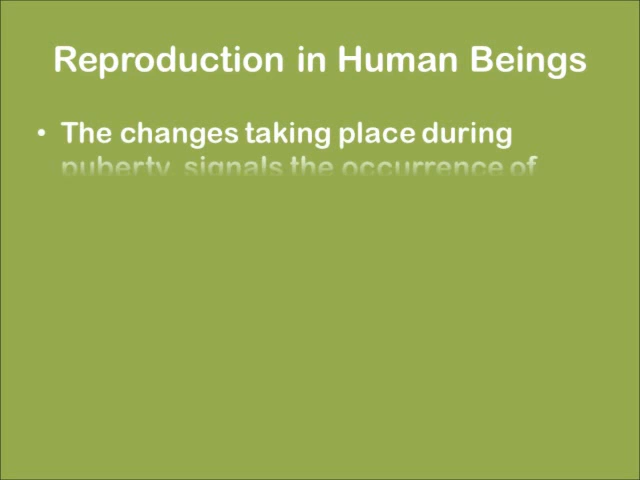 Reproduction in Human Beings
• The changes taking place during
puberty, signals the occurrence of